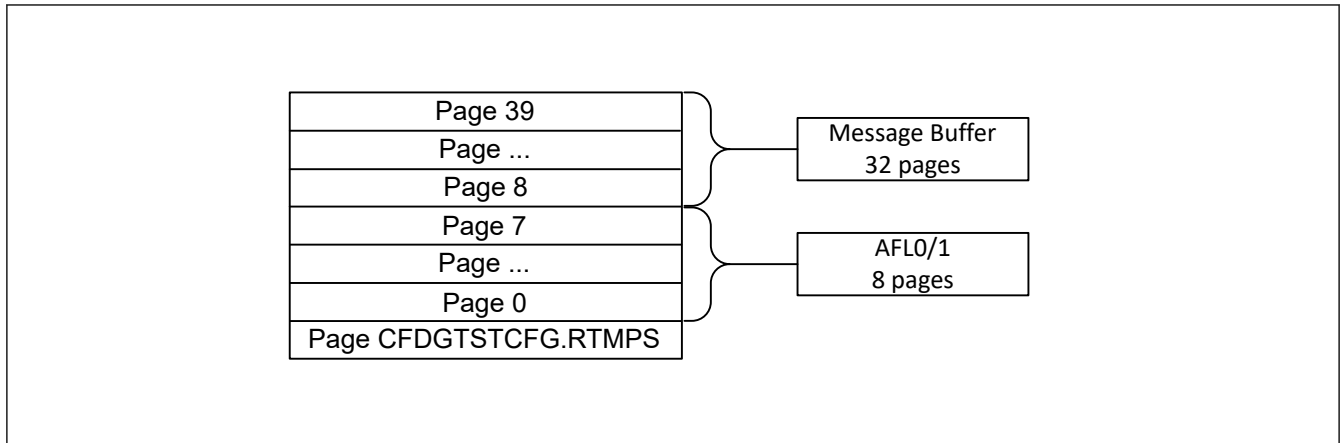 Page 39
Page ...
Page 8
Page 7
Page ...
Page 0
Page CFDGTSTCFG.RTMPS
Message Buffer
32 pages
AFL0/1
8 pages